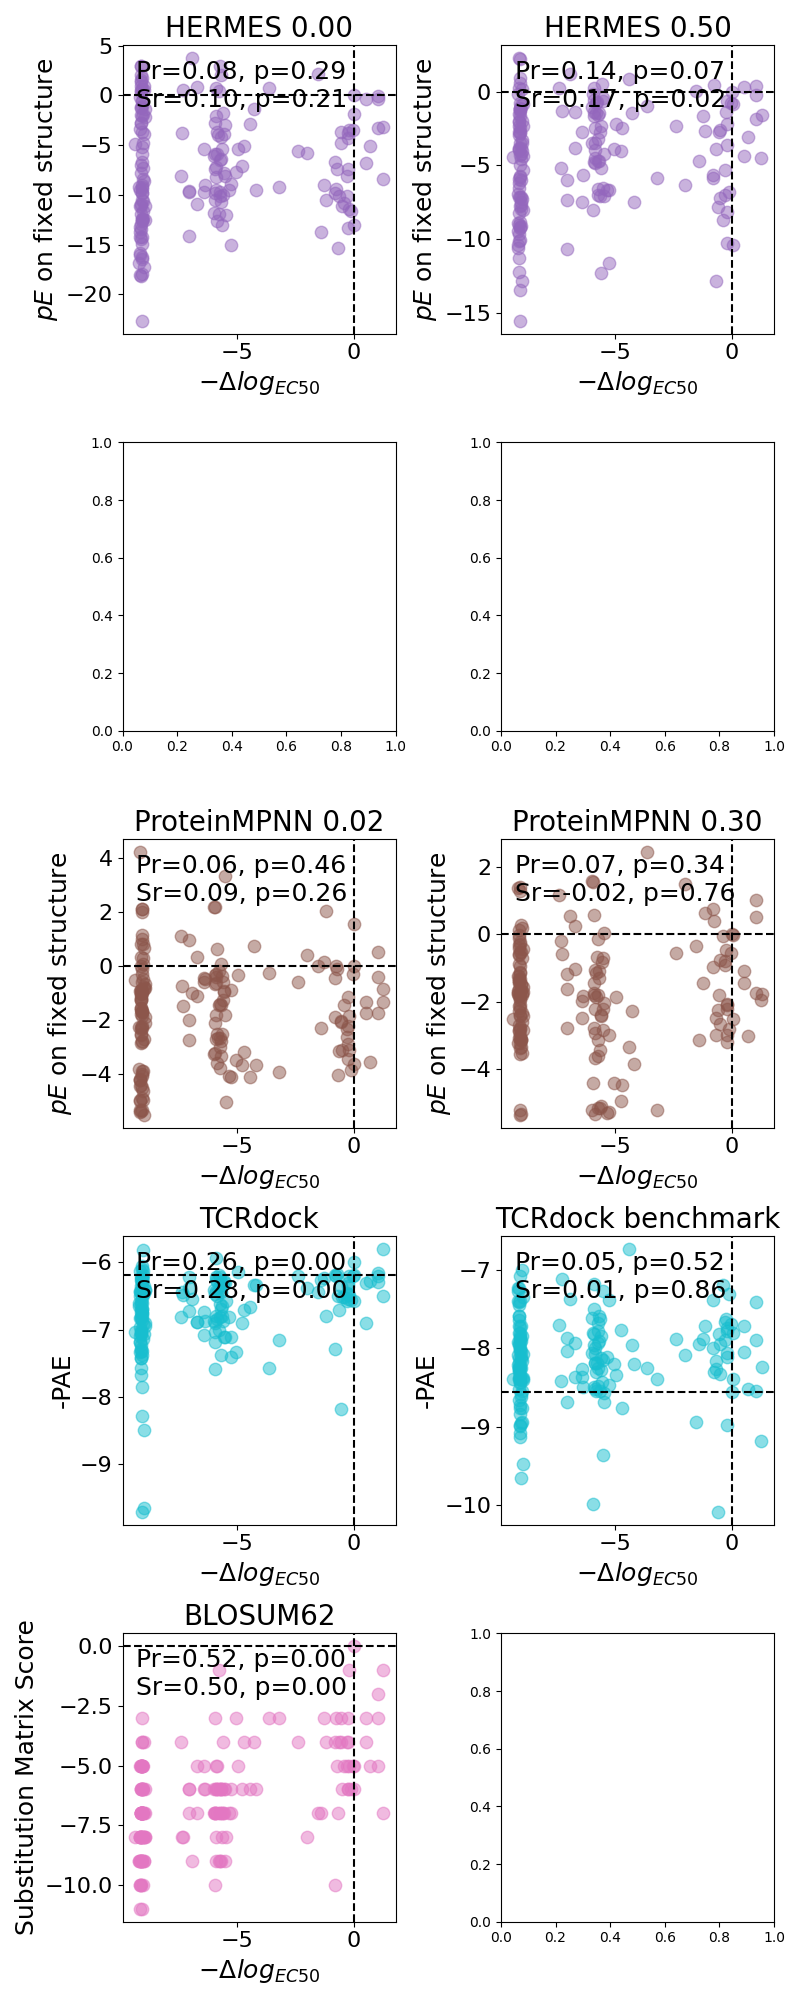 HERMES 0.00
HERMES 0.50
Pr=0.08, p=0.29
Sr=0.10, p=0.21
Pr=0.14, p=0.07
Sr=0.17, p=0.02
5
0
−5
−10
−15
−20
pE on fixed structure
−5
0
−Δlog_EC50
0
−5
−10
−15
pE on fixed structure
−5
0
−Δlog_EC50
1.0
0.8
0.6
0.4
0.2
0.0
0.0 0.2 0.4 0.6 0.8 1.0
1.0
0.8
0.6
0.4
0.2
0.0
0.0 0.2 0.4 0.6 0.8 1.0
ProteinMPNN 0.02
ProteinMPNN 0.30
Pr=0.06, p=0.46
Sr=0.09, p=0.26
Pr=0.07, p=0.34
Sr=-0.02, p=0.76
4
2
0
−2
−4
pE on fixed structure
−5
0
−Δlog_EC50
2
0
−2
−4
pE on fixed structure
−5
0
−Δlog_EC50
TCRdock
TCRdock benchmark
Pr=0.26, p=0.00
Sr=0.28, p=0.00
Pr=0.05, p=0.52
Sr=0.01, p=0.86
−6
−7
−8
−9
-PAE
−5
0
−Δlog_EC50
−7
−8
−9
−10
-PAE
−5
0
−Δlog_EC50
BLOSUM62
Pr=0.52, p=0.00
Sr=0.50, p=0.00
0.0
−2.5
−5.0
−7.5
−10.0
Substitution Matrix Score
−5
0
−Δlog_EC50
1.0
0.8
0.6
0.4
0.2
0.0
0.0 0.2 0.4 0.6 0.8 1.0